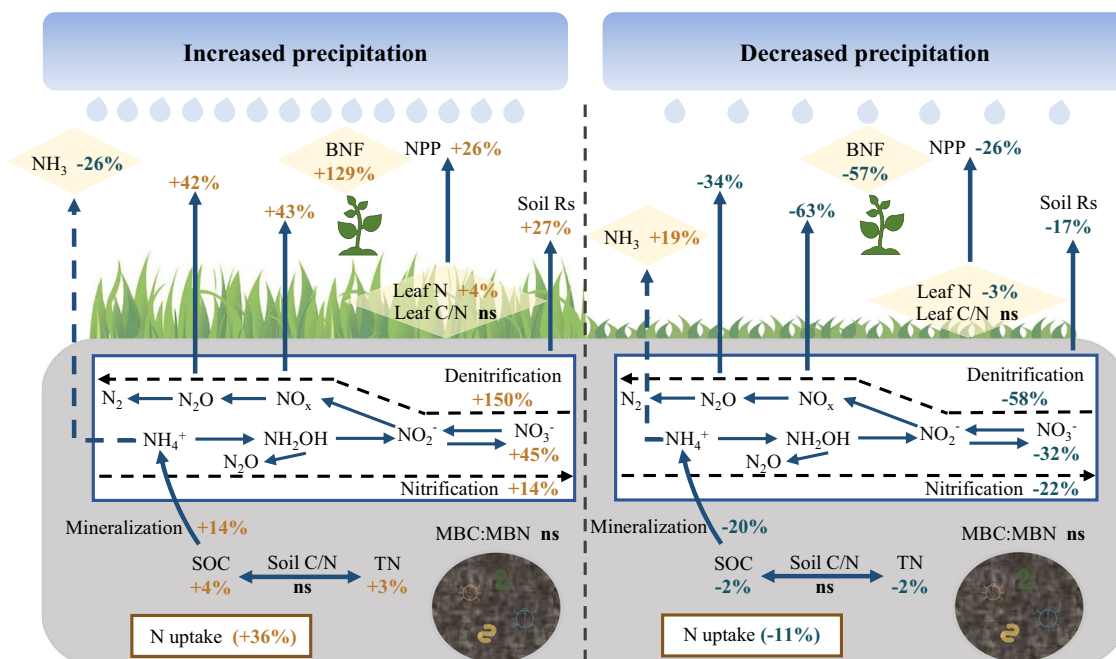 Increased precipitation
NH₃ -26%
+42%
BNF
+129%
+43%
NPP +26%
Soil Rs
+27%
Leaf N +4%
Leaf C/N ns
Denitrification
+150%
N₂ N₂O NOₓ
NO₂⁻
NO₃⁻
+45%
NH₄⁺ NH₂OH
N₂O
Nitrification +14%
Mineralization +14%
MBC:MBN ns
SOC
+4%
Soil C/N
ns
TN
+3%
N uptake (+36%)
Decreased precipitation
NH₃ +19%
-34%
-63%
BNF
-57%
NPP -26%
Soil Rs
-17%
Leaf N -3%
Leaf C/N ns
Denitrification
-58%
N₂ N₂O NOₓ
NO₂⁻
NO₃⁻
-32%
NH₄⁺ NH₂OH
N₂O
Nitrification -22%
Mineralization -20%
MBC:MBN ns
SOC
-2%
Soil C/N
ns
TN
-2%
N uptake (-11%)